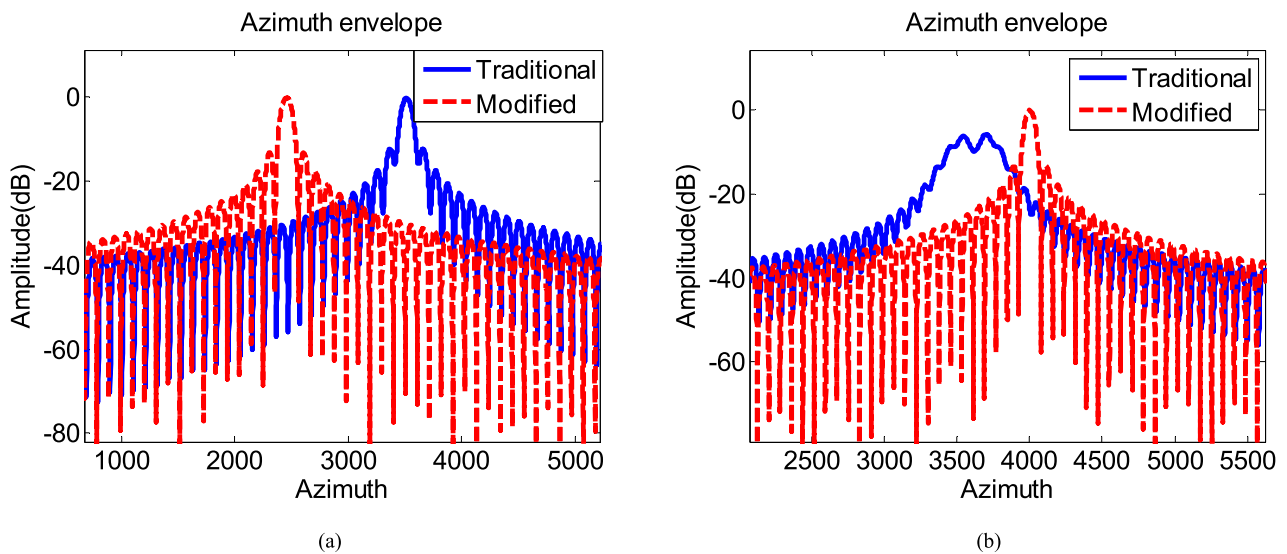 Azimuth envelope
Traditional
Modified
Amplitude(dB)
0
-20
-40
-60
-80
1000 2000 3000 4000 5000
Azimuth
(a)
Azimuth envelope
Traditional
Modified
Amplitude(dB)
0
-20
-40
-60
2500 3000 3500 4000 4500 5000 5500
Azimuth
(b)